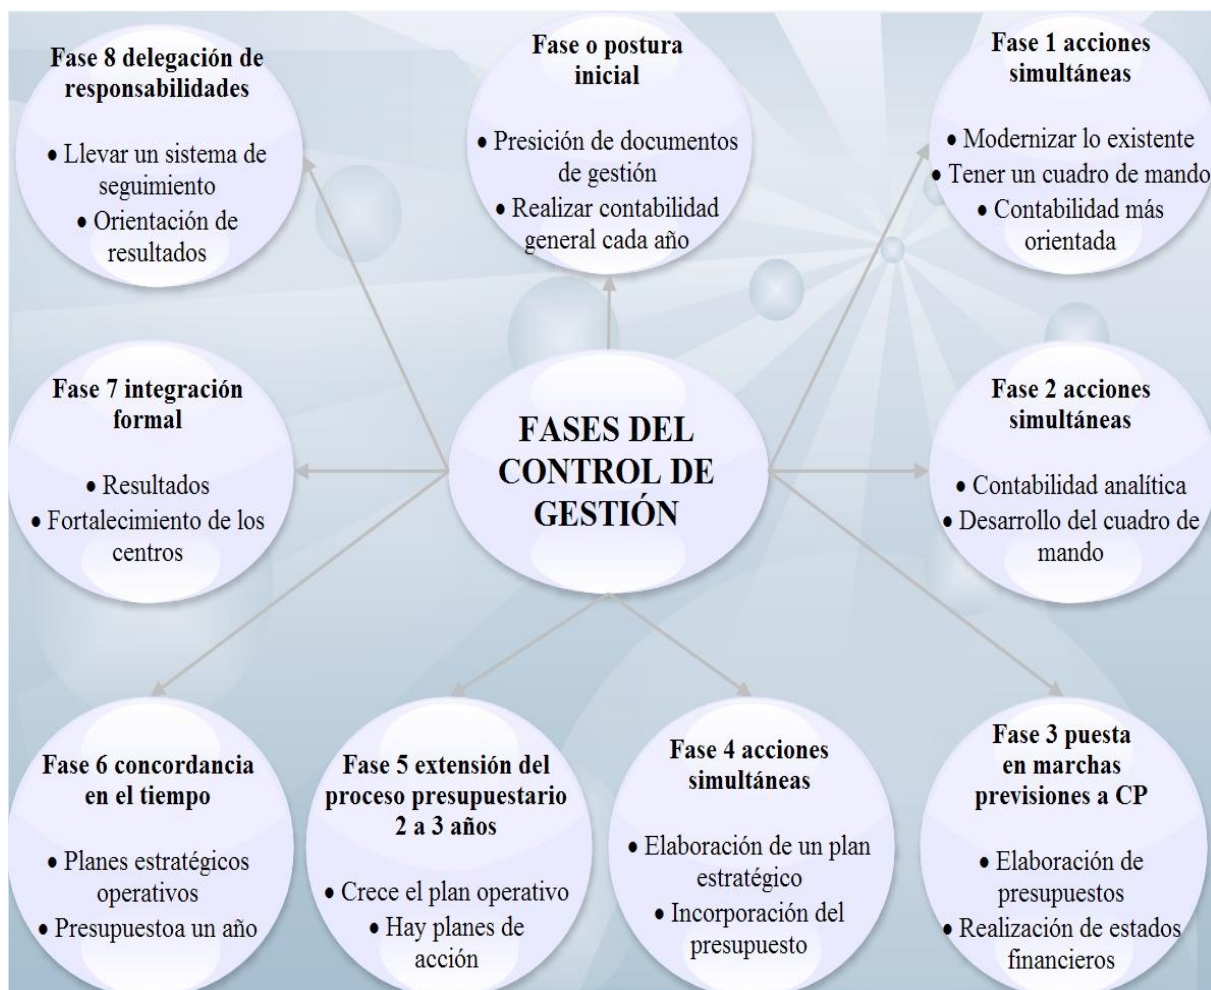 FASES DEL
CONTROL DE
GESTIÓN
Fase o postura
inicial
• Presición de documentos
de gestión
• Realizar contabilidad
general cada año
Fase 1 acciones
simultáneas
• Modernizar lo existente
• Tener un cuadro de mando
• Contabilidad más
orientada
Fase 2 acciones
simultáneas
• Contabilidad analítica
• Desarrollo del cuadro de
mando
Fase 3 puesta
en marchas
previsiones a CP
• Elaboración de
presupuestos
• Realización de estados
financieros
Fase 4 acciones
simultáneas
• Elaboración de un plan
estratégico
• Incorporación del
presupuesto
Fase 5 extensión del
proceso presupuestario
2 a 3 años
• Crece el plan operativo
• Hay planes de
acción
Fase 6 concordancia
en el tiempo
• Planes estratégicos
operativos
• Presupuestoa un año
Fase 7 integración
formal
• Resultados
• Fortalecimiento de los
centros
Fase 8 delegación de
responsabilidades
• Llevar un sistema de
seguimiento
• Orientación de
resultados